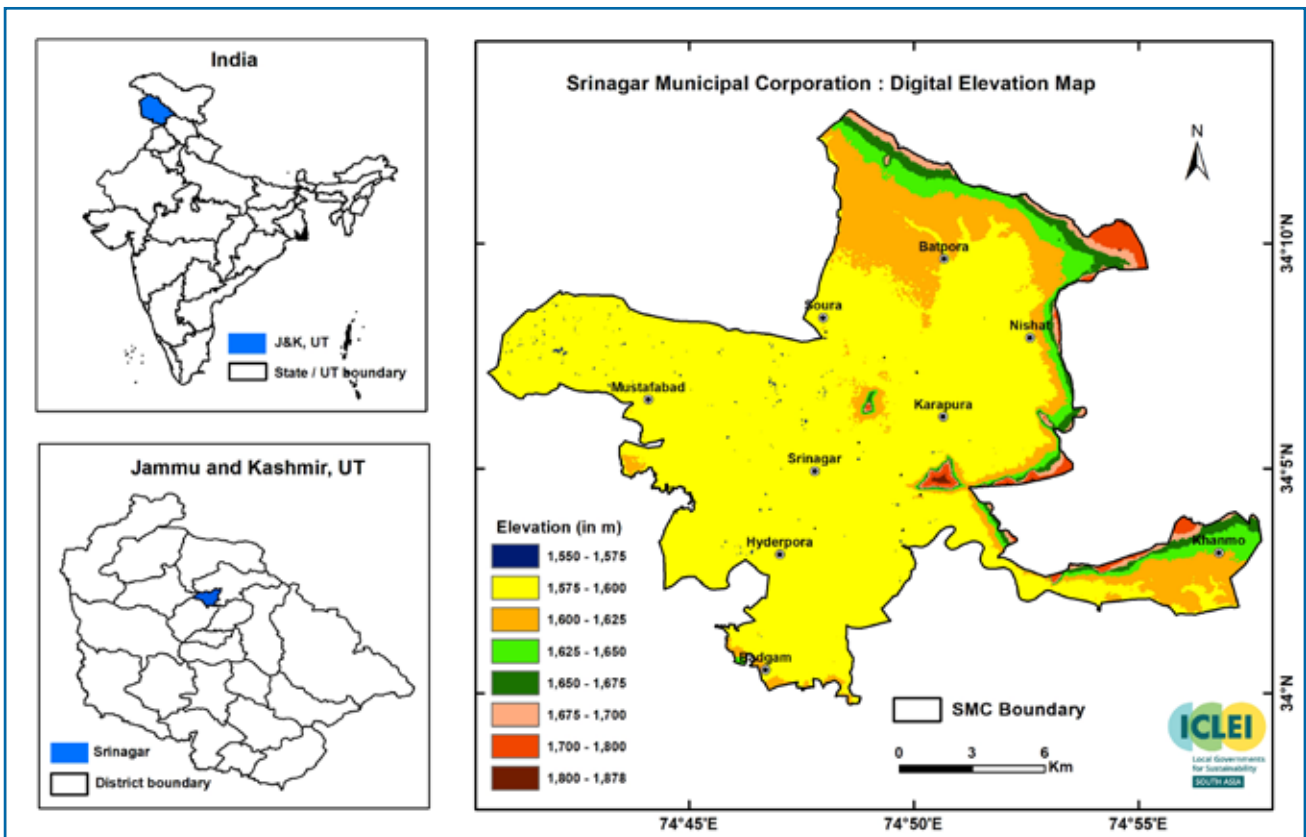 India
J&K, UT
State / UT boundary
Jammu and Kashmir, UT
Srinagar
District boundary
Srinagar Municipal Corporation : Digital Elevation Map
N
Batpora
Soura
Nishat
Mustafabad
Karapura
Srinagar
Hyderpora
Khanmo
Badgam
Elevation (in m)
1,550 - 1,575
1,575 - 1,600
1,600 - 1,625
1,625 - 1,650
1,650 - 1,675
1,675 - 1,700
1,700 - 1,800
1,800 - 1,878
SMC Boundary
0 3 6
Km
34°10'N
34°5'N
34°N
74°45'E 74°50'E 74°55'E
ICLEI
Local Governments
for Sustainability
SOUTH ASIA